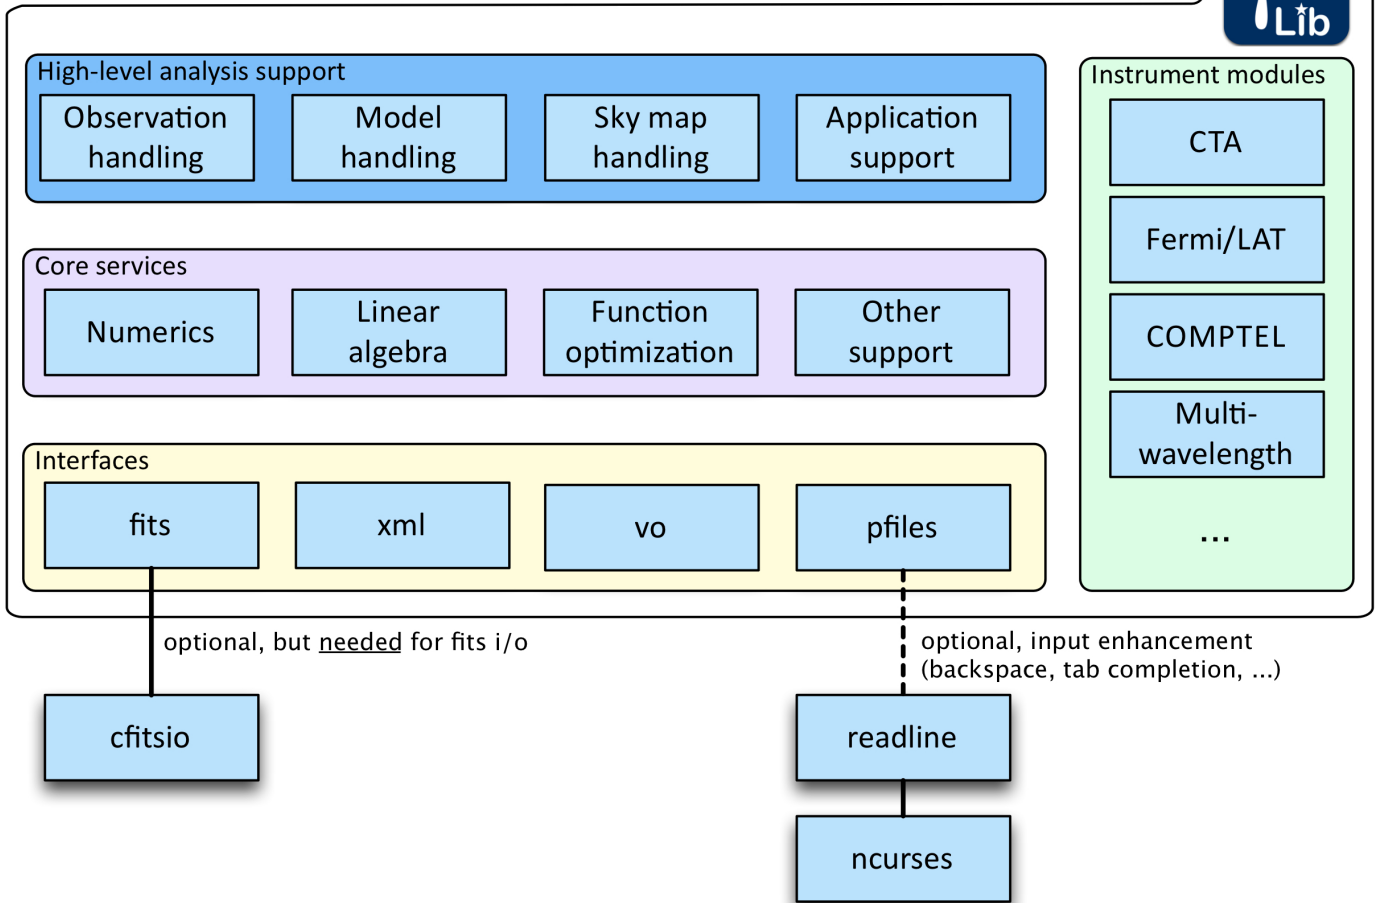 Lib
High-level analysis support
Observation
handling
Model
handling
Sky map
handling
Application
support
Core services
Numerics
Linear
algebra
Function
optimization
Other
support
Interfaces
fits
xml
vo
pfiles
Instrument modules
CTA
Fermi/LAT
COMPTEL
Multi-
wavelength
...
optional, but needed for fits i/o
optional, input enhancement
(backspace, tab completion, ...)
cfitsio
readline
ncurses